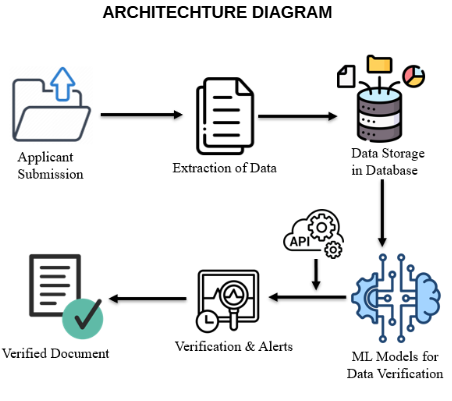 ARCHITECHTURE DIAGRAM
Applicant
Submission
Extraction of Data
Data Storage
in Database
API
Verified Document
Verification & Alerts
ML Models for
Data Verification